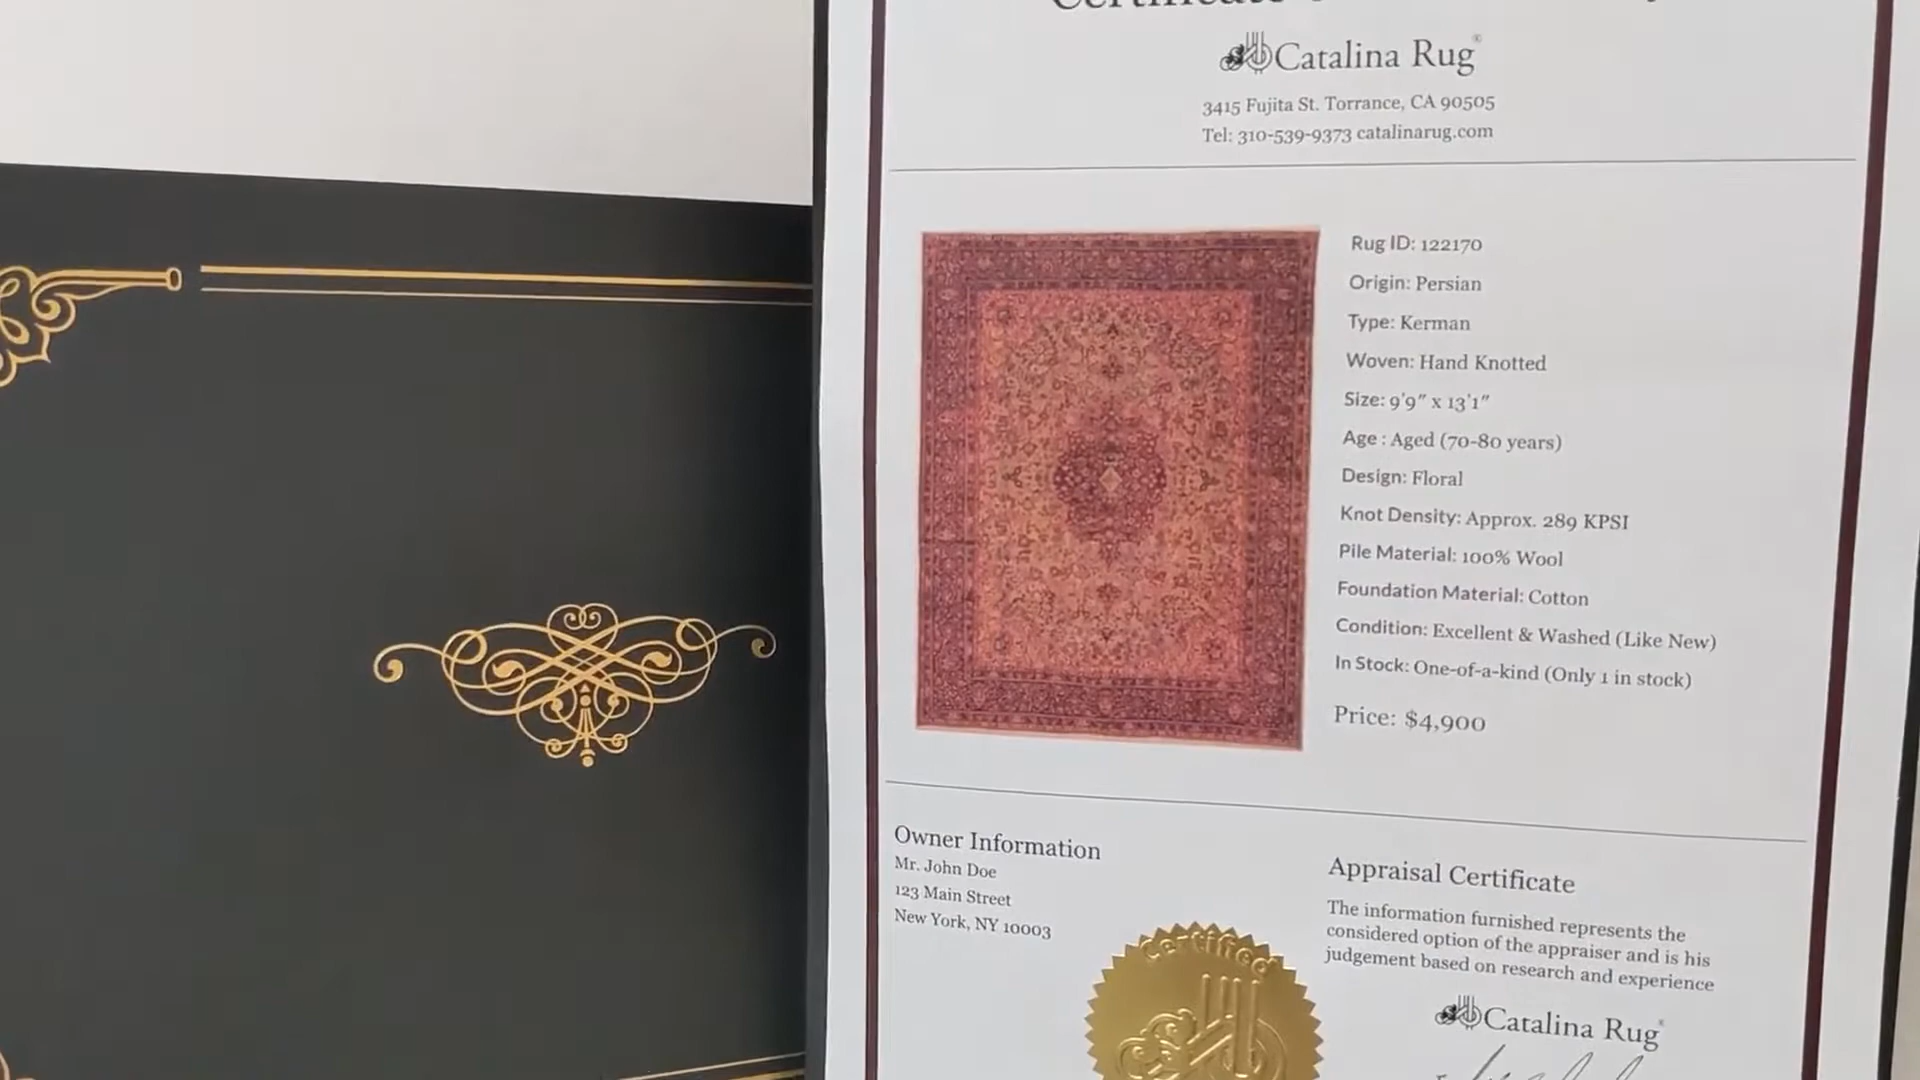 Certificate
Catalina Rug®
3415 Fujita St. Torrance, CA 90505
Tel: 310-539-9373 catalinarug.com
Rug ID: 122170
Origin: Persian
Type: Kerman
Woven: Hand Knotted
Size: 9'9" x 13'1"
Age : Aged (70-80 years)
Design: Floral
Knot Density: Approx. 289 KPSI
Pile Material: 100% Wool
Foundation Material: Cotton
Condition: Excellent & Washed (Like New)
In Stock: One-of-a-kind (Only 1 in stock)
Price: $4,900
Owner Information
Mr. John Doe
123 Main Street
New York, NY 10003
Certified
Appraisal Certificate
The information furnished represents the
considered option of the appraiser and is his
judgement based on research and experience
Catalina Rug®